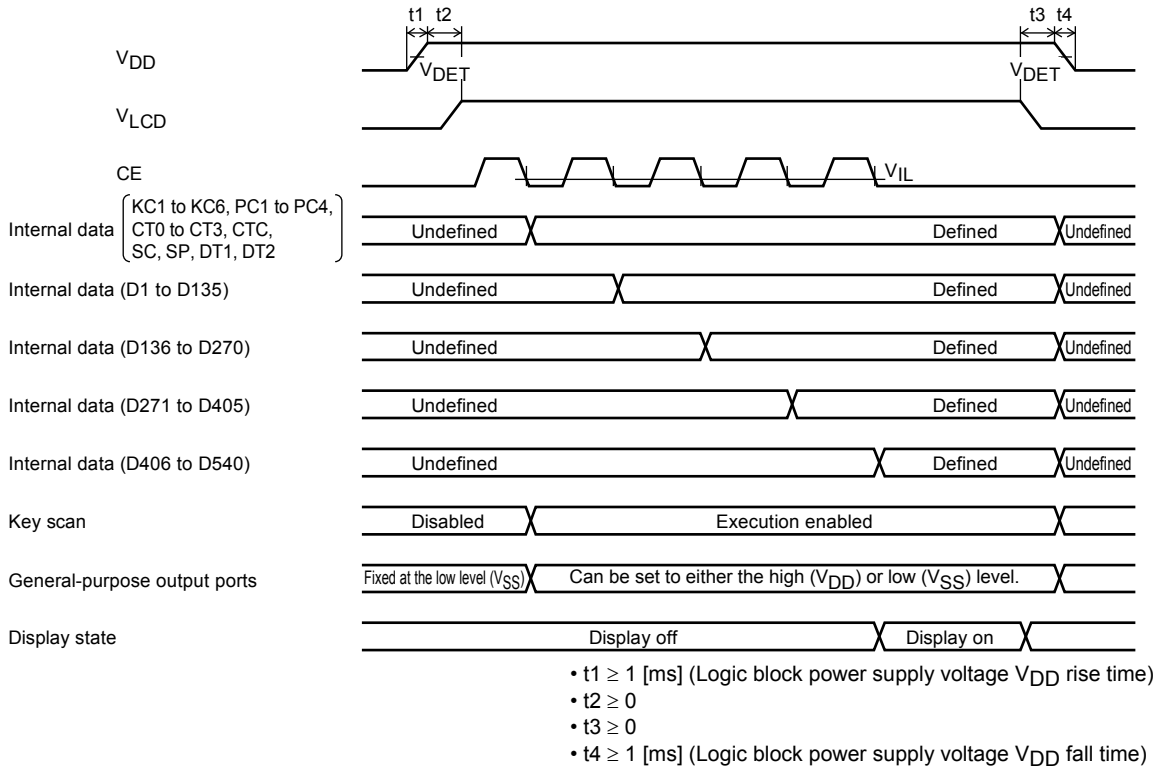 t1 t2 t3 t4
VDD
VDET VDET
VLCD
CE
VIL
Internal data
KC1 to KC6, PC1 to PC4,
CT0 to CT3, CTC,
SC, SP, DT1, DT2
Undefined Defined Undefined
Internal data (D1 to D135) Undefined Defined Undefined
Internal data (D136 to D270) Undefined Defined Undefined
Internal data (D271 to D405) Undefined Defined Undefined
Internal data (D406 to D540) Undefined Defined Undefined
Key scan Disabled Execution enabled
General-purpose output ports Fixed at the low level (VSS) Can be set to either the high (VDD) or low (VSS) level.
Display state Display off Display on
• t1 ≥ 1 [ms] (Logic block power supply voltage VDD rise time)
• t2 ≥ 0
• t3 ≥ 0
• t4 ≥ 1 [ms] (Logic block power supply voltage VDD fall time)